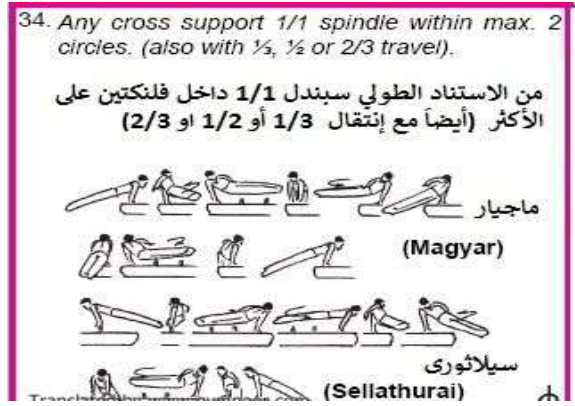 34. Any cross support 1/1 spindle within max. 2
circles. (also with ⅓, ½ or 2/3 travel).
من الاستناد الطولي سبندل 1/1 داخل فلنكتين على
الأكثر (أيضاَ مع إنتقال 1/3 أو 1/2 او 2/3)
ماجيار
(Magyar)
سيلاثورى
(Sellathurai)